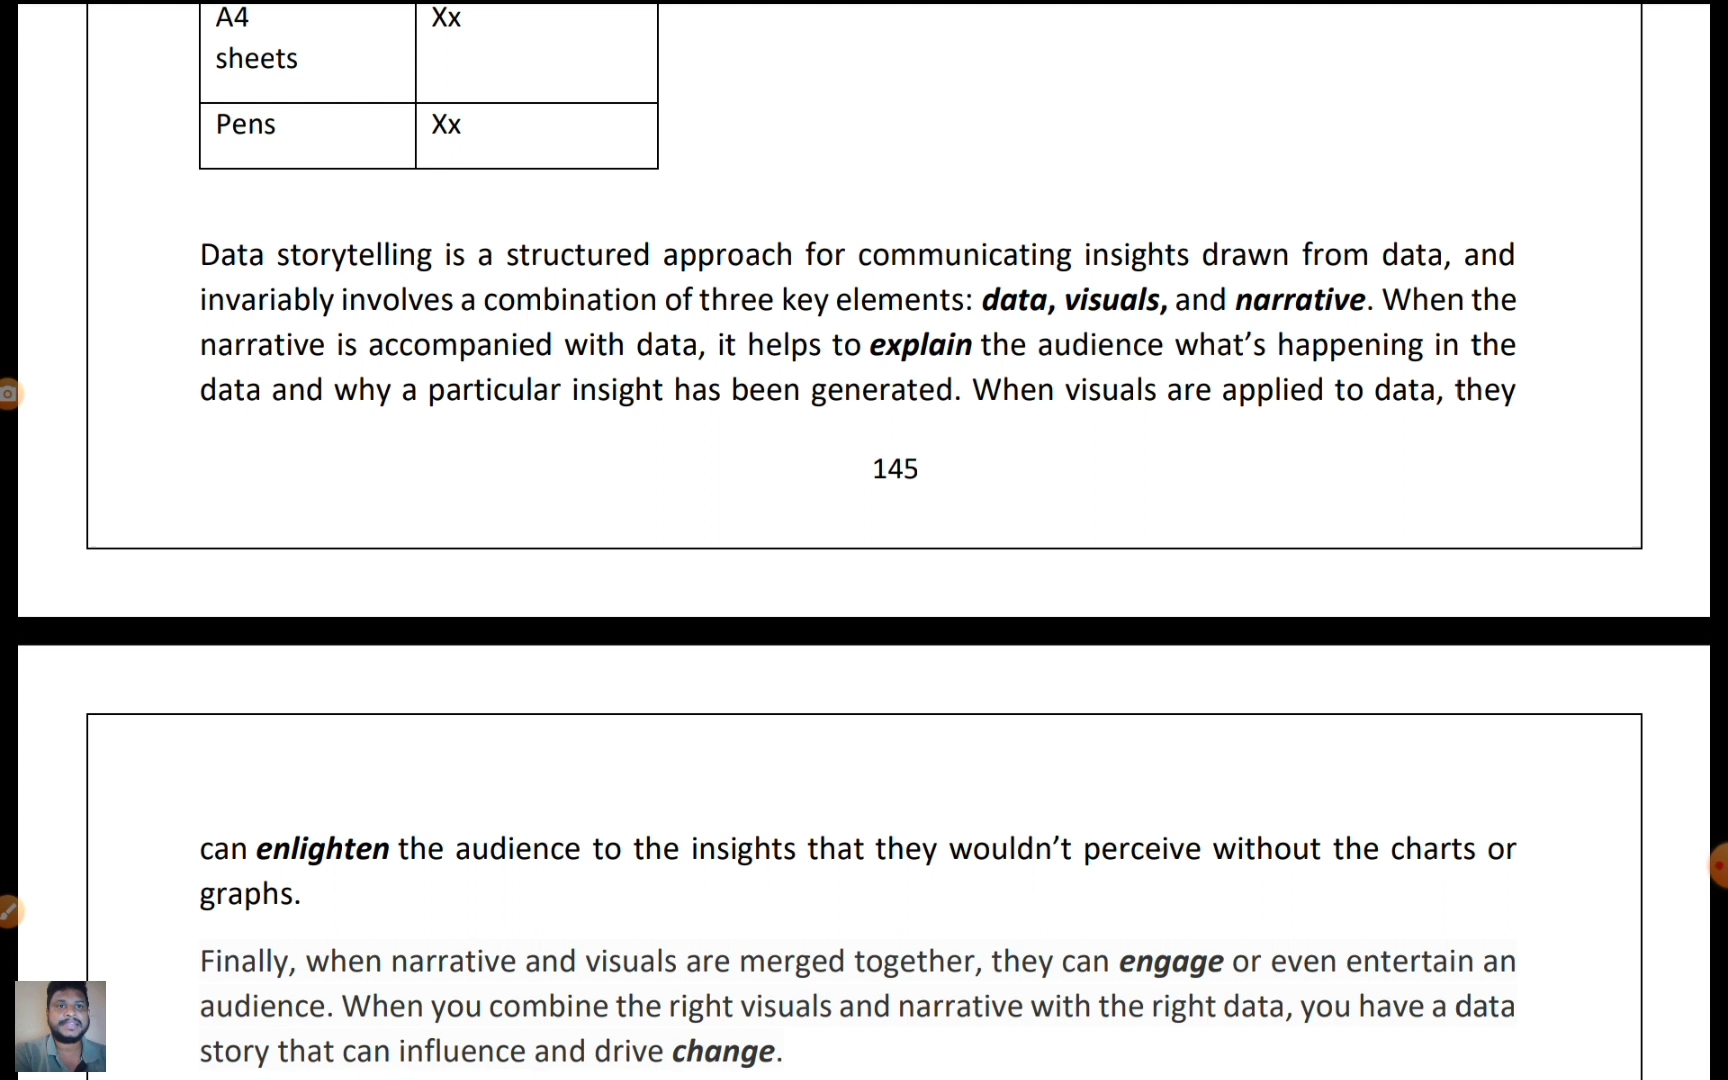 A4 Xx
sheets
Pens Xx
Data storytelling is a structured approach for communicating insights drawn from data, and
invariably involves a combination of three key elements: data, visuals, and narrative. When the
narrative is accompanied with data, it helps to explain the audience what’s happening in the
data and why a particular insight has been generated. When visuals are applied to data, they
145
can enlighten the audience to the insights that they wouldn’t perceive without the charts or
graphs.
Finally, when narrative and visuals are merged together, they can engage or even entertain an
audience. When you combine the right visuals and narrative with the right data, you have a data
story that can influence and drive change.